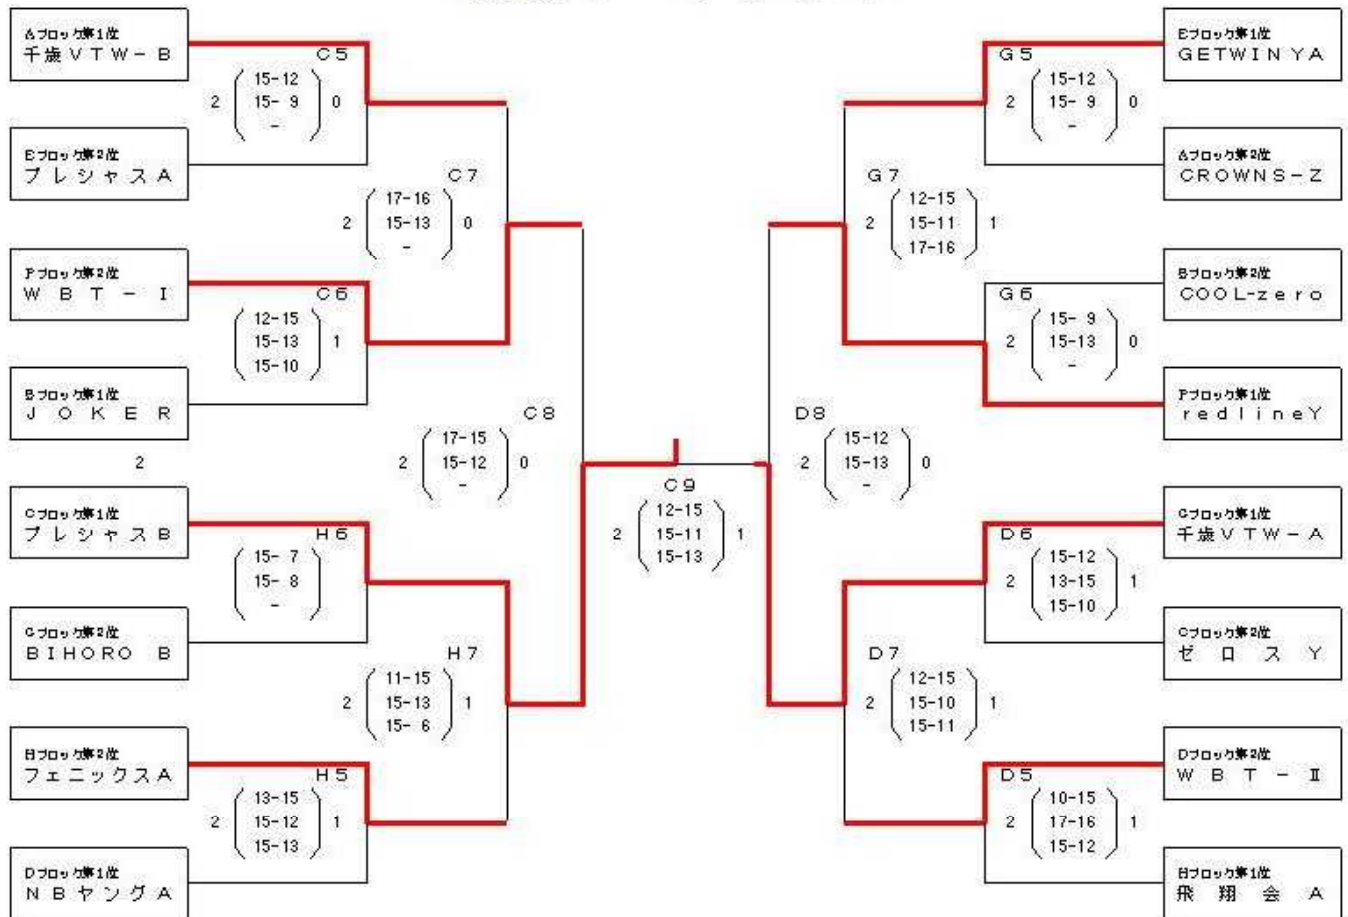 Aブロック第1位
千歳VTW-B
Eブロック第2位
プレシャスA
Fブロック第2位
WBT-I
Bブロック第1位
JOKER
2
Cブロック第1位
プレシャスB
Gブロック第2位
BIHORO B
Hブロック第2位
フェニックスA
Dブロック第1位
NBヤングA
C5
2 15-12 0
15- 9
-
C7
2 17-16 0
15-13
-
C6
12-15
15-13 1
15-10
C8
17-15
2 15-12 0
-
H6
15- 7
15- 8
-
H7
11-15
2 15-13 1
15- 6
H5
13-15
2 15-12 1
15-13
C9
12-15
2 15-11 1
15-13
G5
15-12
2 15- 9 0
-
G7
12-15
2 15-11 1
17-16
G6
15- 9
2 15-13 0
-
D8
15-12
2 15-13 0
-
D6
15-12
2 13-15 1
15-10
D7
12-15
2 15-10 1
15-11
D5
10-15
2 17-16 1
15-12
Eブロック第1位
GETWINYA
Aブロック第2位
CROWNS-Z
Bブロック第2位
COOL-zero
Fブロック第1位
redlineY
Gブロック第1位
千歳VTW-A
Cブロック第2位
ゼロスY
Dブロック第2位
WBT-Ⅱ
Hブロック第1位
飛翔会A